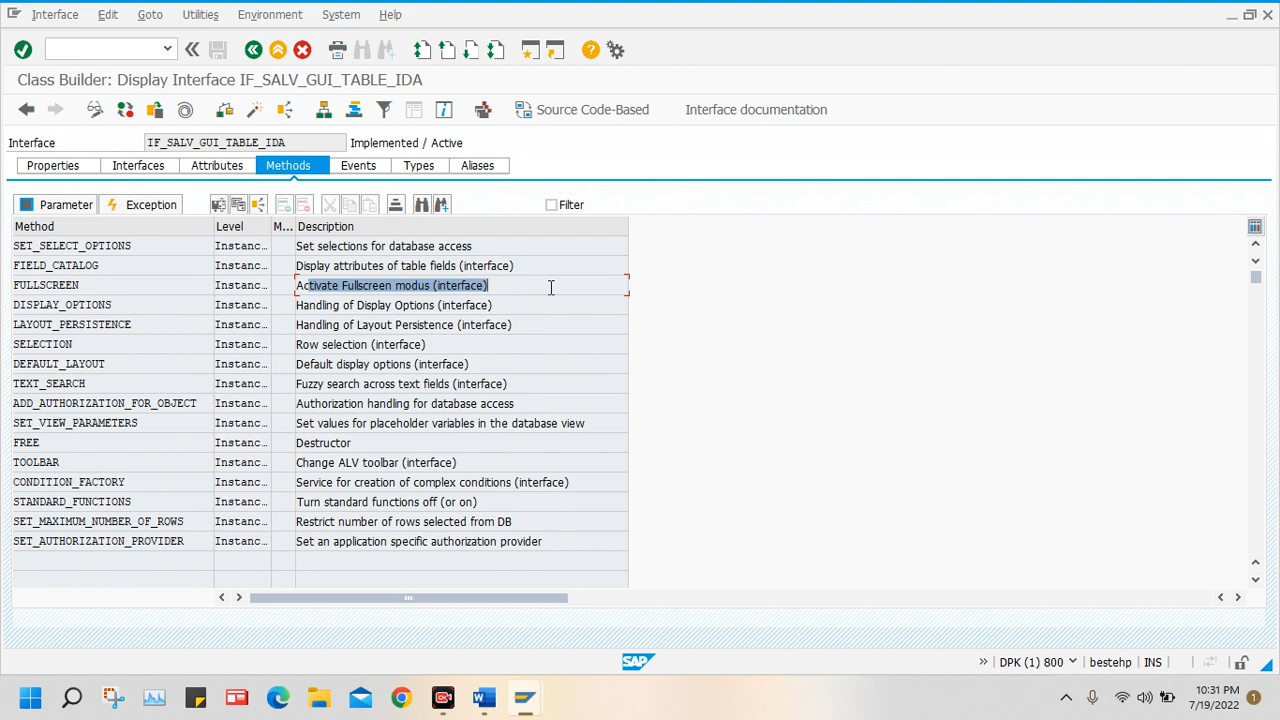 Interface Edit Goto Utilities Environment System Help
Class Builder: Display Interface IF_SALV_GUI_TABLE_IDA
Source Code-Based Interface documentation
Interface IF_SALV_GUI_TABLE_IDA Implemented / Active
Properties Interfaces Attributes Methods Events Types Aliases
Parameter Exception Filter
Method Level M... Description
SET_SELECT_OPTIONS Instanc... Set selections for database access
FIELD_CATALOG Instanc... Display attributes of table fields (interface)
FULLSCREEN Instanc... Activate Fullscreen modus (interface)
DISPLAY_OPTIONS Instanc... Handling of Display Options (interface)
LAYOUT_PERSISTENCE Instanc... Handling of Layout Persistence (interface)
SELECTION Instanc... Row selection (interface)
DEFAULT_LAYOUT Instanc... Default display options (interface)
TEXT_SEARCH Instanc... Fuzzy search across text fields (interface)
ADD_AUTHORIZATION_FOR_OBJECT Instanc... Authorization handling for database access
SET_VIEW_PARAMETERS Instanc... Set values for placeholder variables in the database view
FREE Instanc... Destructor
TOOLBAR Instanc... Change ALV toolbar (interface)
CONDITION_FACTORY Instanc... Service for creation of complex conditions (interface)
STANDARD_FUNCTIONS Instanc... Turn standard functions off (or on)
SET_MAXIMUM_NUMBER_OF_ROWS Instanc... Restrict number of rows selected from DB
SET_AUTHORIZATION_PROVIDER Instanc... Set an application specific authorization provider
SAP DPK (1) 800 bestehp INS
10:31 PM
7/19/2022 1